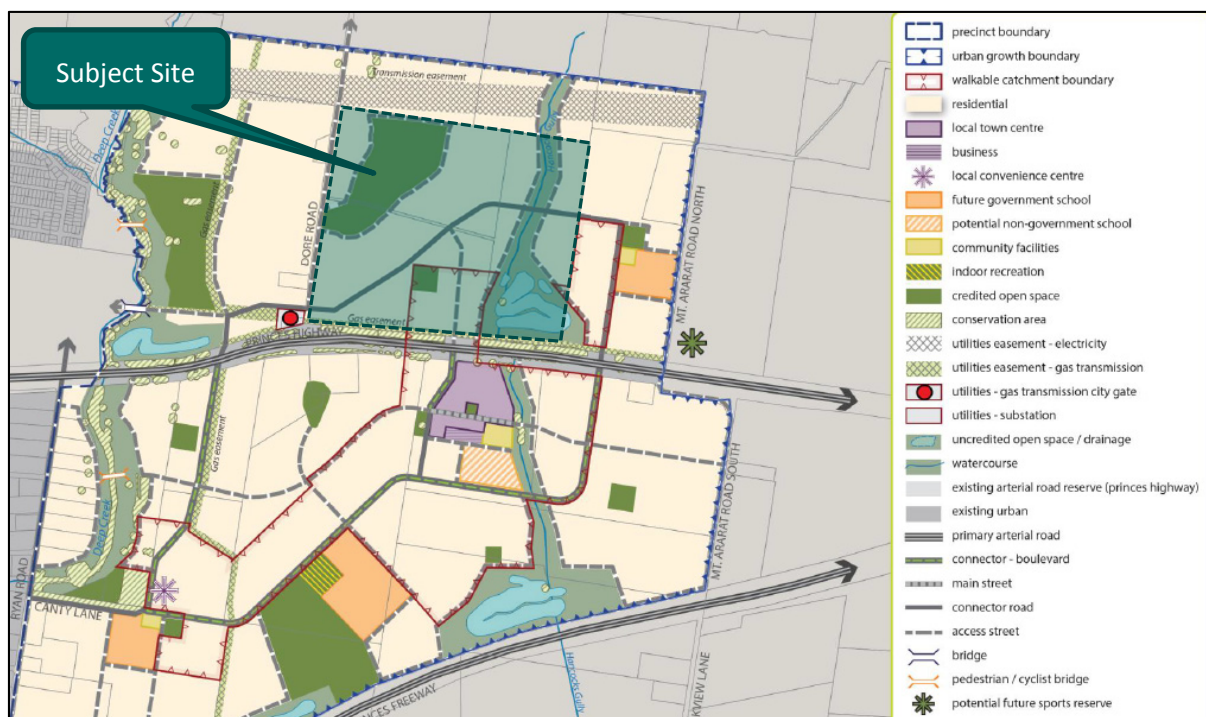 Subject Site
Transmission easement
Deep Creek
Gas easement
DORE ROAD
MT. ARARAT ROAD NORTH
Gas easement
PRINCES HIGHWAY
Gas easement
MT. ARARAT ROAD SOUTH
Deep Creek
RYAN ROAD
CANTY LANE
Hancocks Gully
PRINCES FREEWAY
KVIEW LANE
precinct boundary
urban growth boundary
walkable catchment boundary
residential
local town centre
business
local convenience centre
future government school
potential non-government school
community facilities
indoor recreation
credited open space
conservation area
utilities easement - electricity
utilities easement - gas transmission
utilities - gas transmission city gate
utilities - substation
uncredited open space / drainage
watercourse
existing arterial road reserve (princes highway)
existing urban
primary arterial road
connector - boulevard
main street
connector road
access street
bridge
pedestrian / cyclist bridge
potential future sports reserve